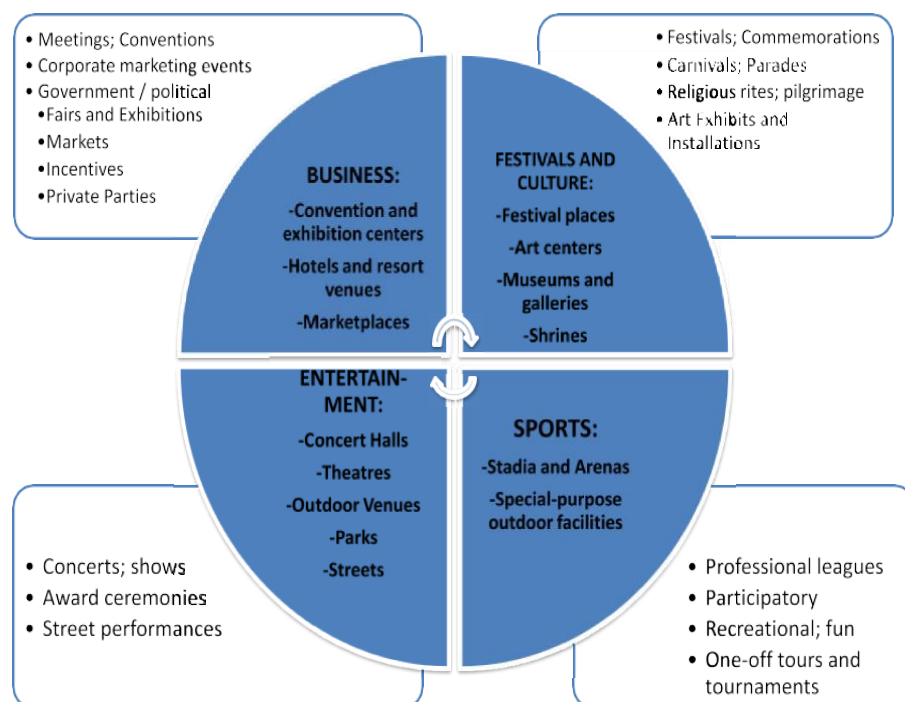 • Meetings; Conventions
• Corporate marketing events
• Government / political
•Fairs and Exhibitions
•Markets
•Incentives
•Private Parties
• Festivals; Commemorations
• Carnivals; Parades
• Religious rites; pilgrimage
• Art Exhibits and
Installations
BUSINESS:
-Convention and
exhibition centers
-Hotels and resort
venues
-Marketplaces
FESTIVALS AND
CULTURE:
-Festival places
-Art centers
-Museums and
galleries
-Shrines
ENTERTAIN-
MENT:
-Concert Halls
-Theatres
-Outdoor Venues
-Parks
-Streets
SPORTS:
-Stadia and Arenas
-Special-purpose
outdoor facilities
• Concerts; shows
• Award ceremonies
• Street performances
• Professional leagues
• Participatory
• Recreational; fun
• One-off tours and
tournaments